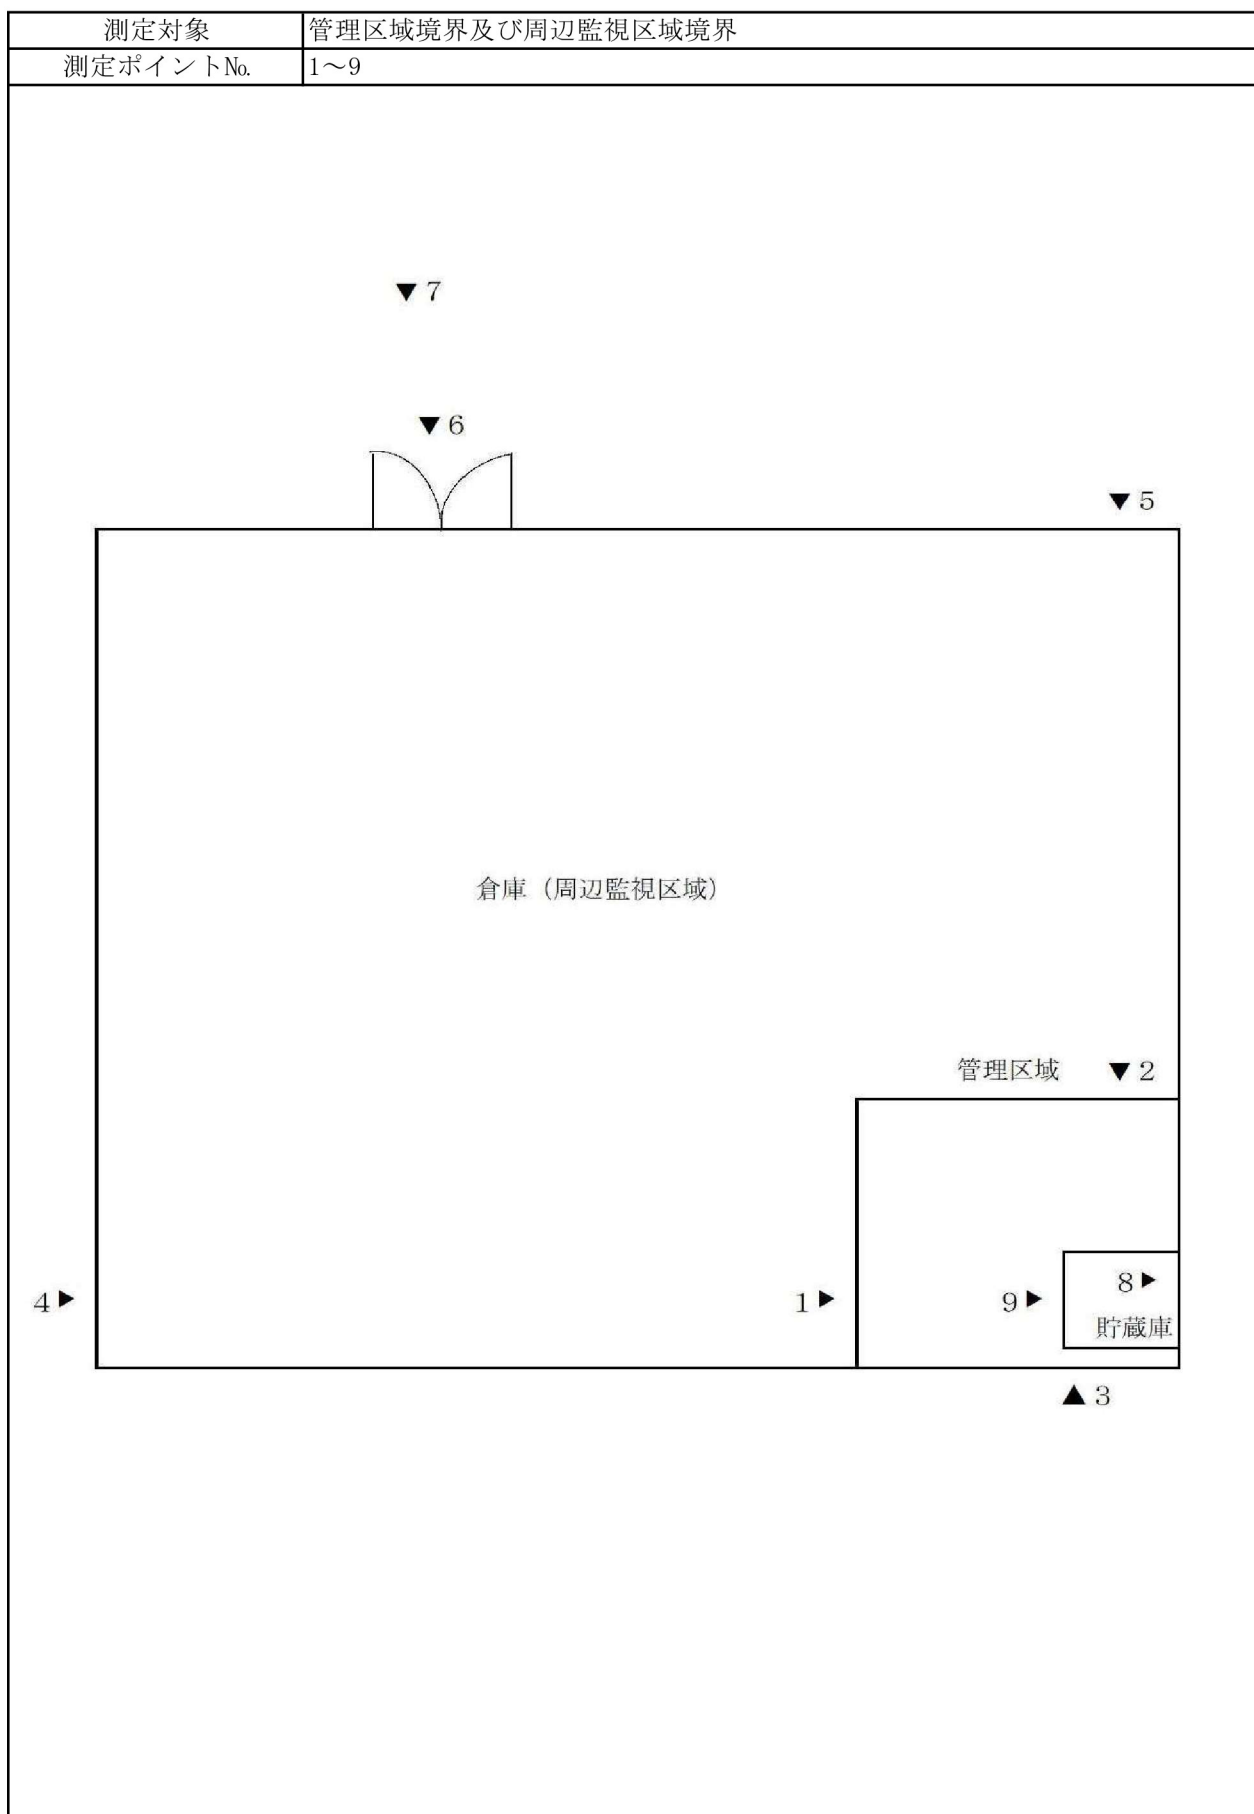 測定対象 管理区域境界及び周辺監視区域境界
測定ポイント№ 1～9
▼7
▼6
▼5
倉庫（周辺監視区域）
管理区域 ▼2
4▶ 1▶ 9▶ 8▶
貯蔵庫
▲3